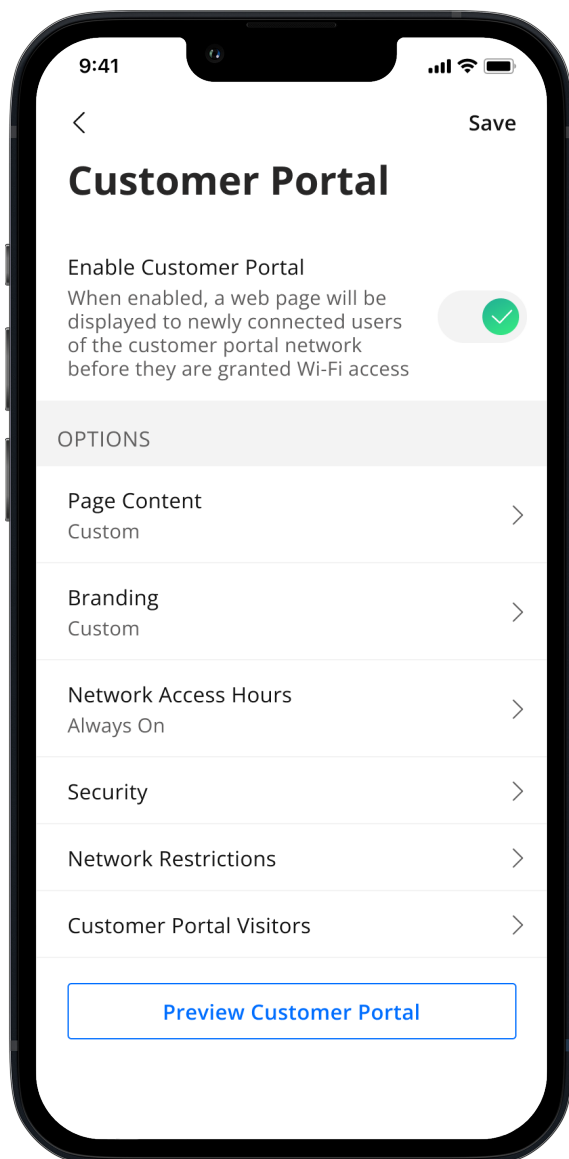 9:41
Save
Customer Portal
Enable Customer Portal
When enabled, a web page will be
displayed to newly connected users
of the customer portal network
before they are granted Wi-Fi access
OPTIONS
Page Content
Custom
Branding
Custom
Network Access Hours
Always On
Security
Network Restrictions
Customer Portal Visitors
Preview Customer Portal